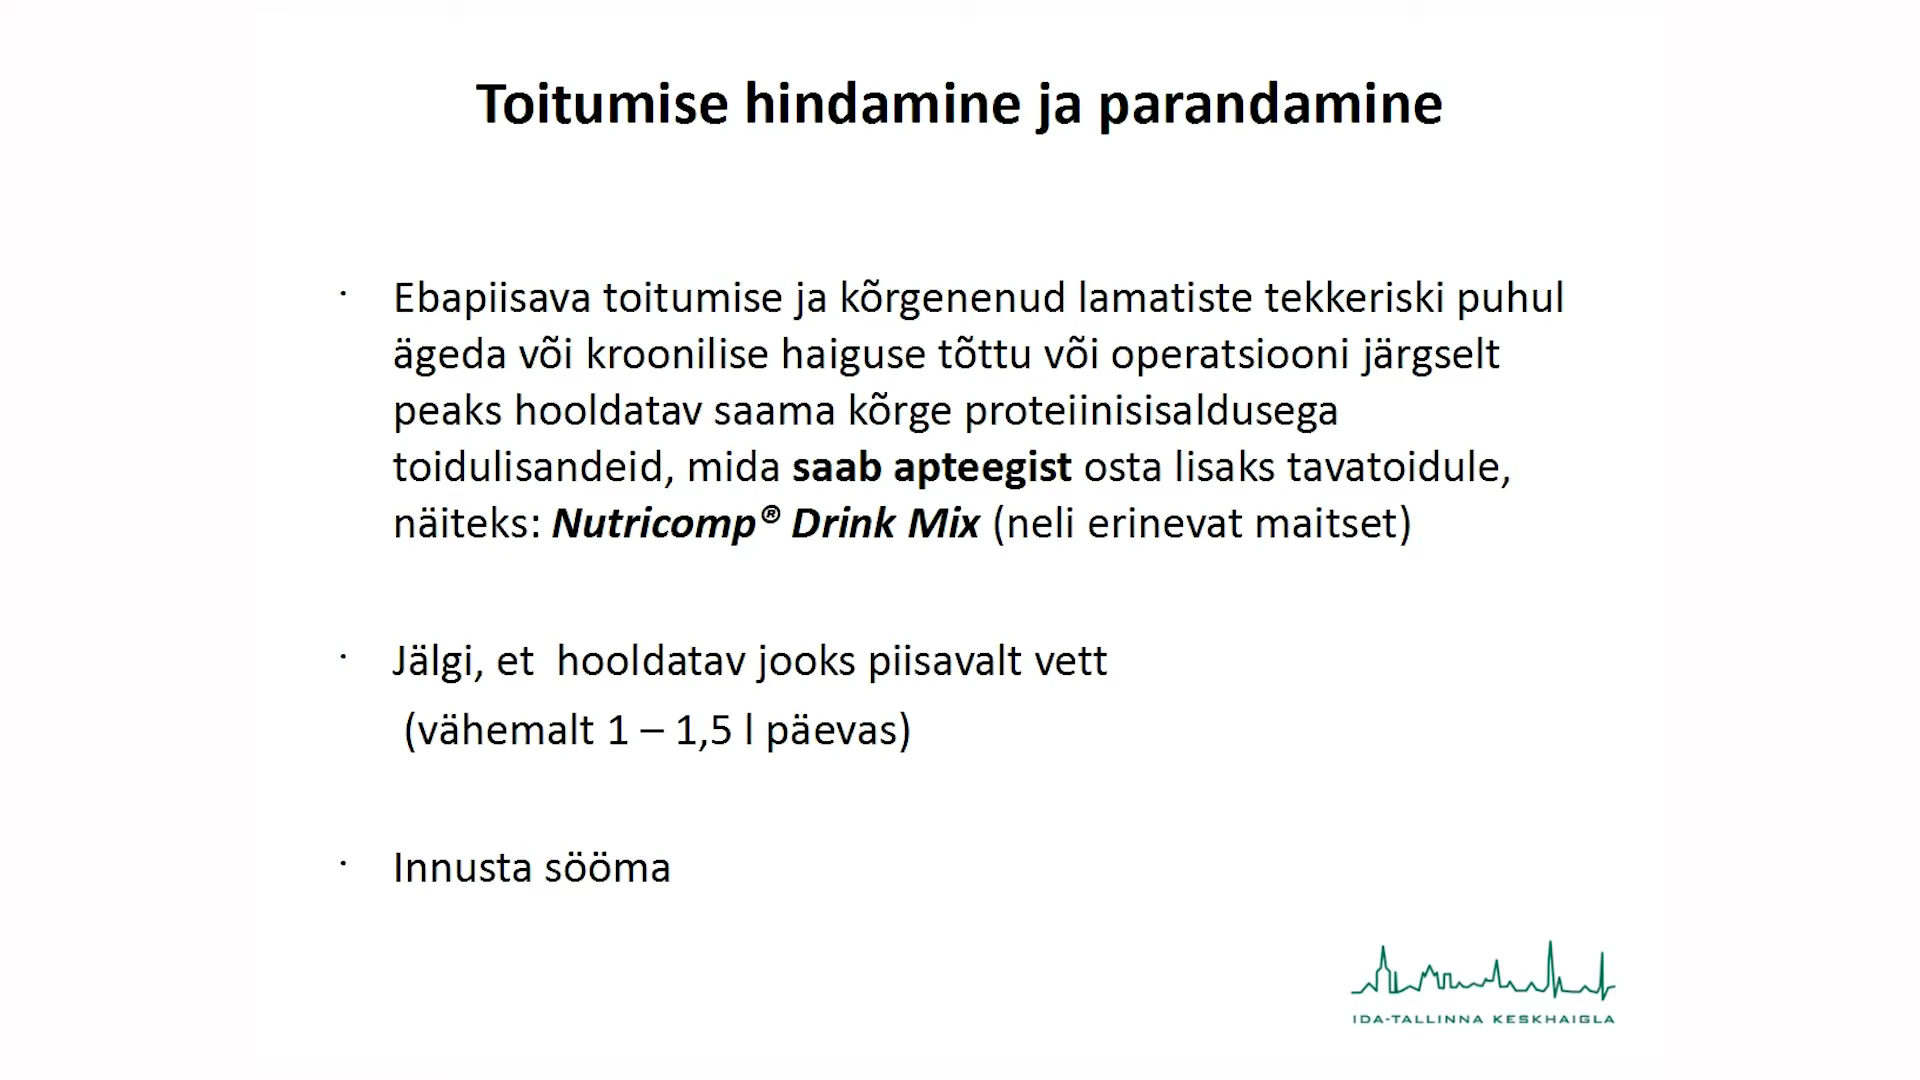 Toitumise hindamine ja parandamine
· Ebapiisava toitumise ja kõrgenenud lamatiste tekkeriski puhul
ägeda või kroonilise haiguse tõttu või operatsiooni järgselt
peaks hooldatav saama kõrge proteiinisisaldusega
toidulisandeid, mida saab apteegist osta lisaks tavatoidule,
näiteks: Nutricomp® Drink Mix (neli erinevat maitset)
· Jälgi, et  hooldatav jooks piisavalt vett
(vähemalt 1 – 1,5 l päevas)
· Innusta sööma
IDA-TALLINNA KESKHAIGLA